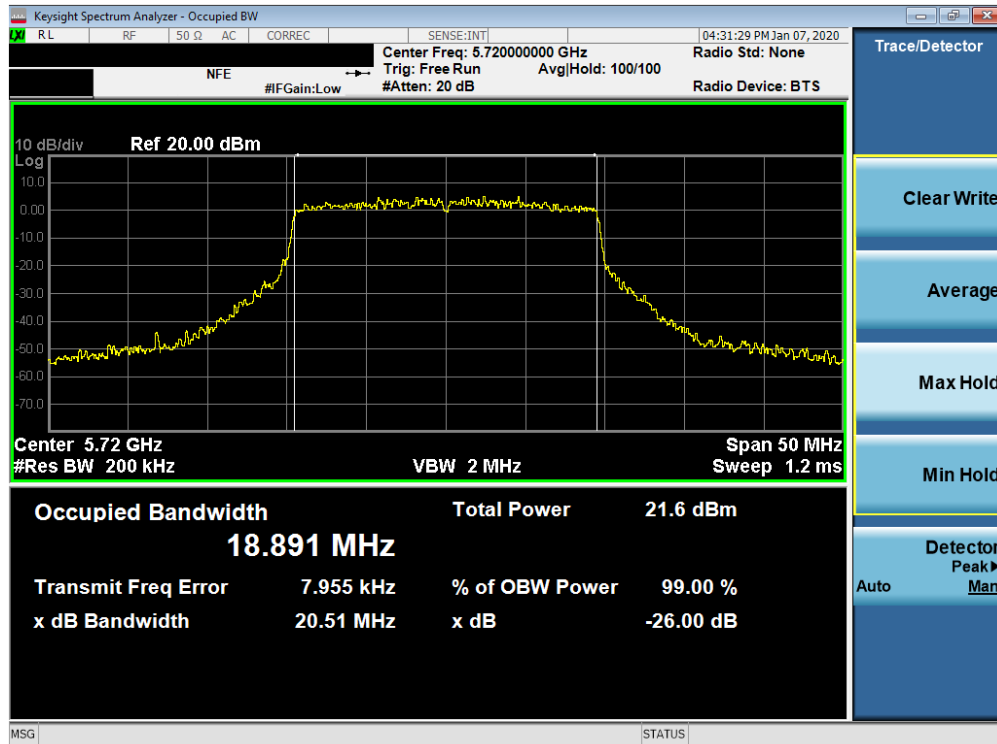 Keysight Spectrum Analyzer - Occupied BW
LXI RL RF 50 Ω AC CORREC SENSE:INT 04:31:29 PM Jan 07, 2020
Center Freq: 5.720000000 GHz Radio Std: None
NFE Trig: Free Run Avg|Hold: 100/100
#IFGain:Low #Atten: 20 dB Radio Device: BTS
Trace/Detector
10 dB/div Ref 20.00 dBm
Log
10.0
0.00
-10.0
-20.0
-30.0
-40.0
-50.0
-60.0
-70.0
Center 5.72 GHz Span 50 MHz
#Res BW 200 kHz VBW 2 MHz Sweep 1.2 ms
Occupied Bandwidth Total Power 21.6 dBm
18.891 MHz
Transmit Freq Error 7.955 kHz % of OBW Power 99.00 %
x dB Bandwidth 20.51 MHz x dB -26.00 dB
Clear Write
Average
Max Hold
Min Hold
Detector
Peak
Auto Man
MSG STATUS